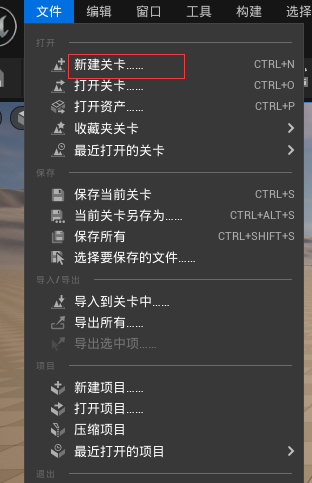 文件 编辑 窗口 工具 构建 选择
打开
新建关卡...... CTRL+N
打开关卡...... CTRL+O
打开资产...... CTRL+P
收藏夹关卡
最近打开的关卡
保存
保存当前关卡 CTRL+S
当前关卡另存为...... CTRL+ALT+S
保存所有 CTRL+SHIFT+S
选择要保存的文件......
导入/导出
导入到关卡中......
导出所有......
导出选中项......
项目
新建项目......
打开项目......
压缩项目
最近打开的项目
退出